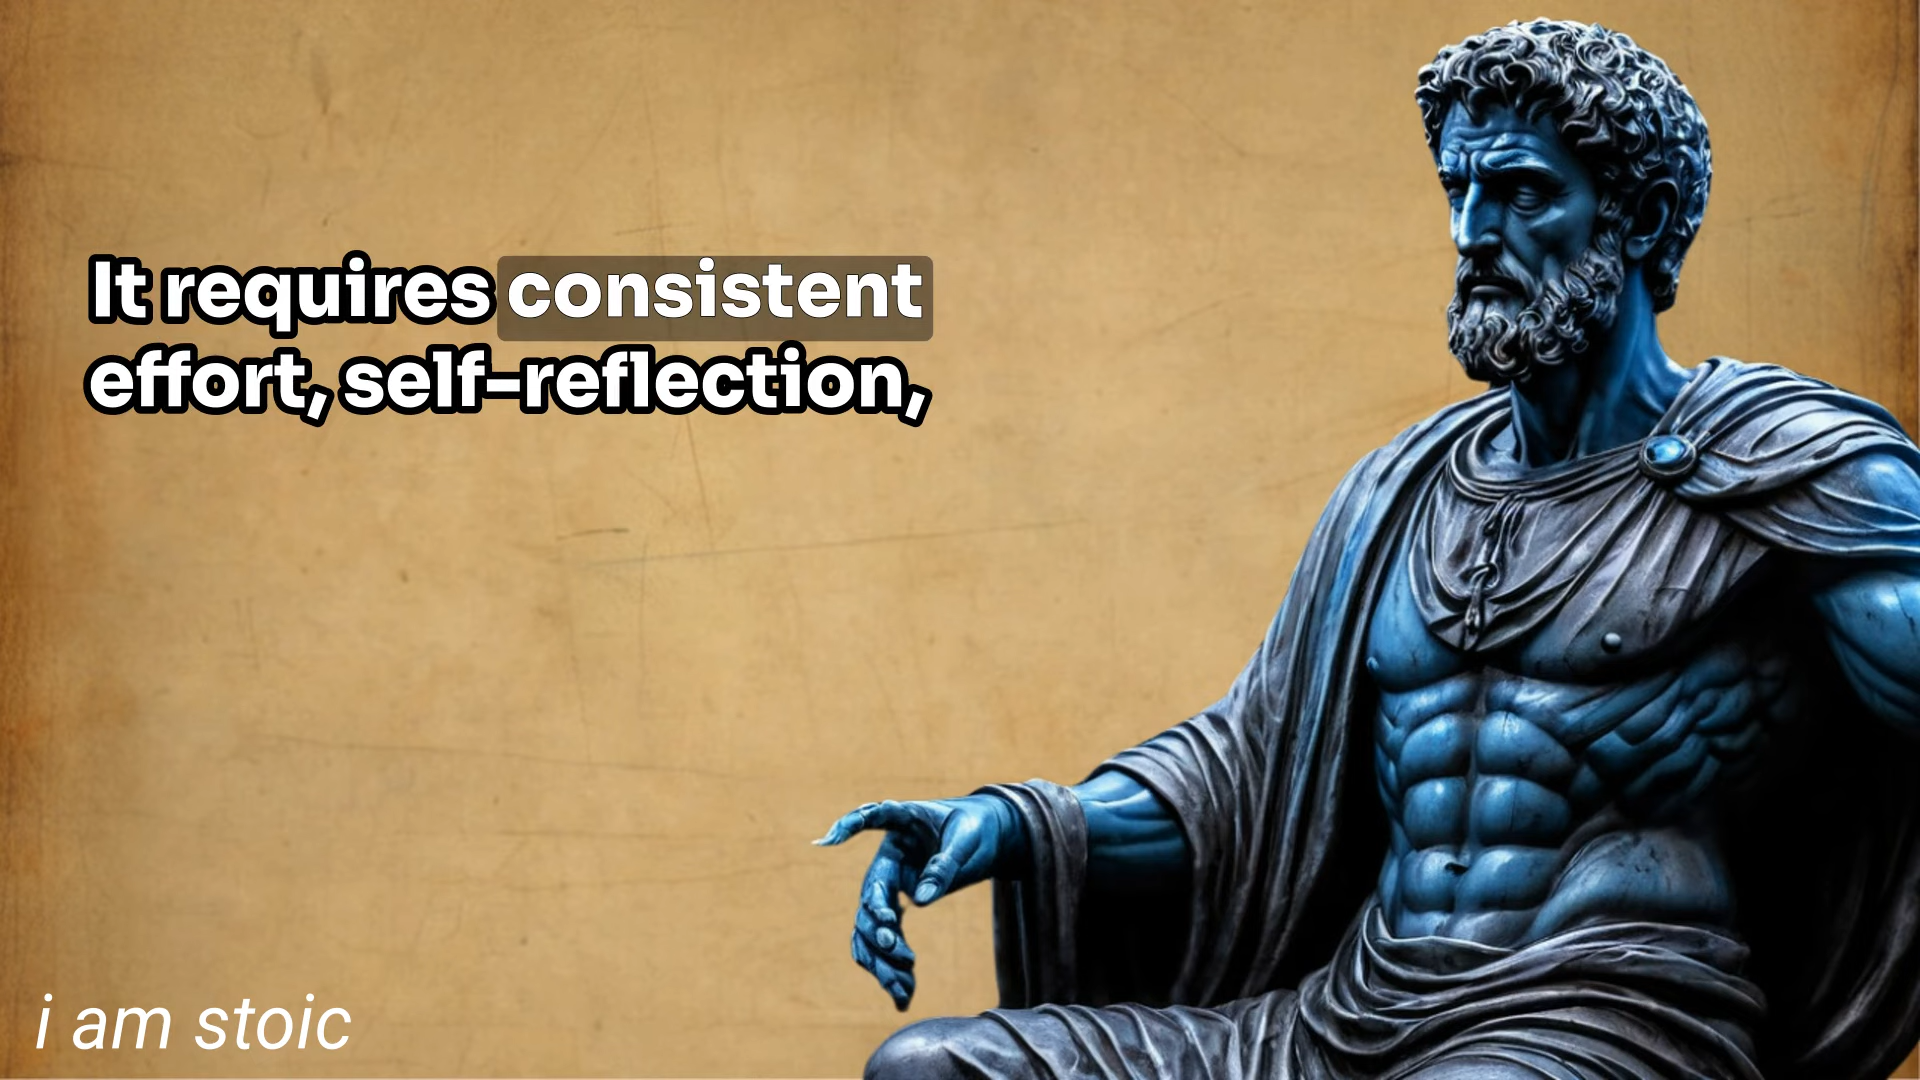 It requires consistent
effort, self-reflection,
i am stoic